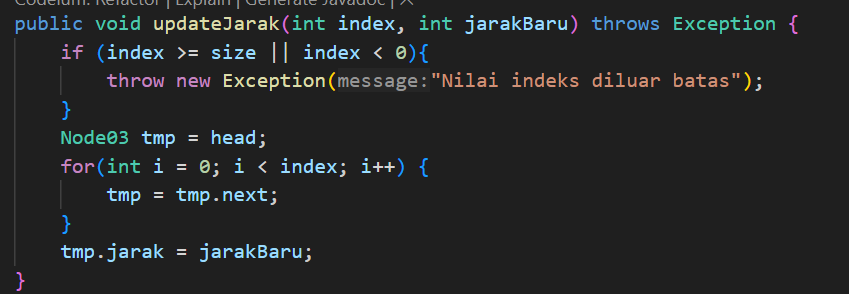 Codeium: Refactor | Explain | Generate Javadoc | ×
public void updateJarak(int index, int jarakBaru) throws Exception {
    if (index >= size || index < 0){
        throw new Exception(message:"Nilai indeks diluar batas");
    }
    Node03 tmp = head;
    for(int i = 0; i < index; i++) {
        tmp = tmp.next;
    }
    tmp.jarak = jarakBaru;
}